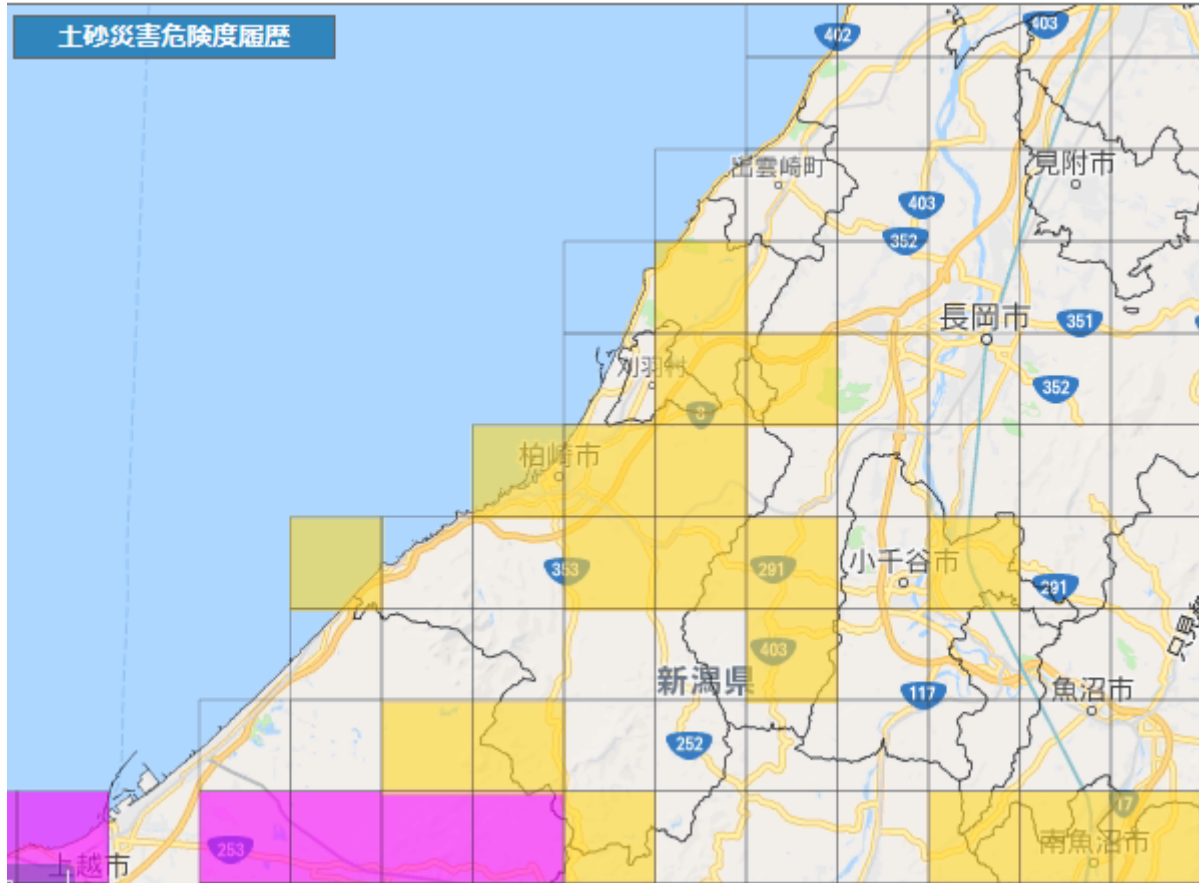 土砂災害危険度履歴
402
403
出雲崎町
見附市
403
352
長岡市
351
刈羽村
352
8
柏崎市
353
291
小千谷市
291
只見線
403
新潟県
117
魚沼市
252
17
253
上越市
南魚沼市